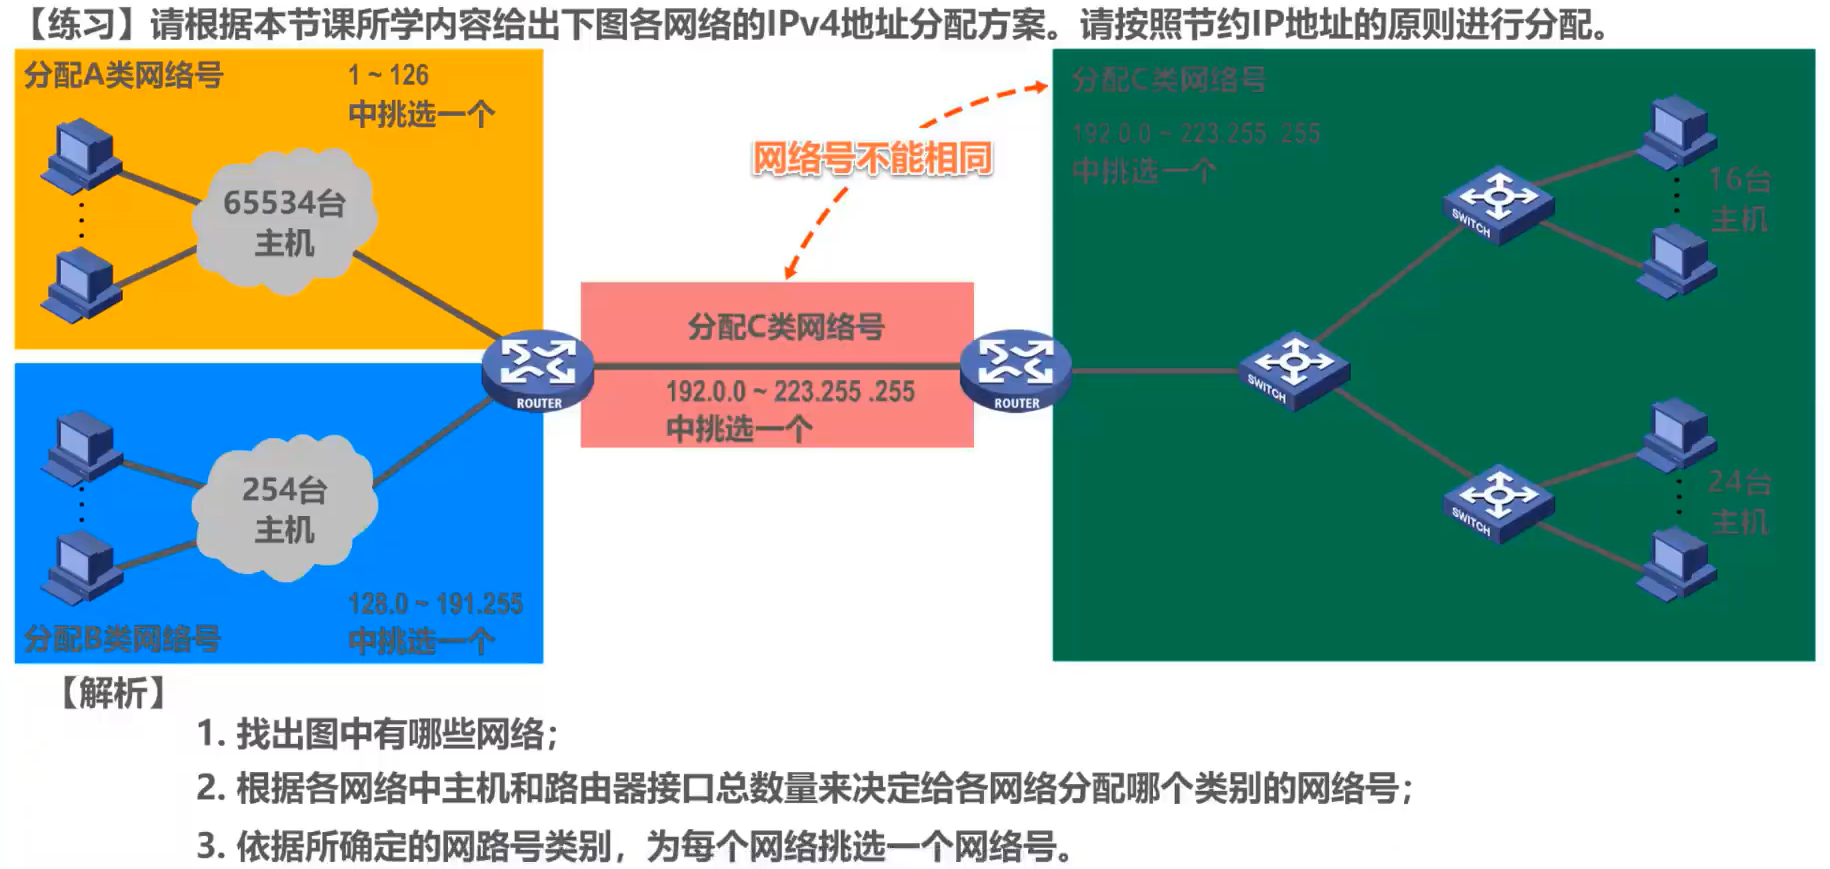 【练习】请根据本节课所学内容给出下图各网络的IPv4地址分配方案。请按照节约IP地址的原则进行分配。
分配A类网络号
1 ~ 126
中挑选一个
65534台
主机
254台
主机
128.0 ~ 191.255
中挑选一个
分配B类网络号
ROUTER
网络号不能相同
分配C类网络号
192.0.0 ~ 223.255 .255
中挑选一个
ROUTER
分配C类网络号
192.0.0 ~ 223.255 .255
中挑选一个
SWITCH
SWITCH
16台
主机
SWITCH
24台
主机
【解析】
1. 找出图中有哪些网络；
2. 根据各网络中主机和路由器接口总数量来决定给各网络分配哪个类别的网络号；
3. 依据所确定的网路号类别，为每个网络挑选一个网络号。